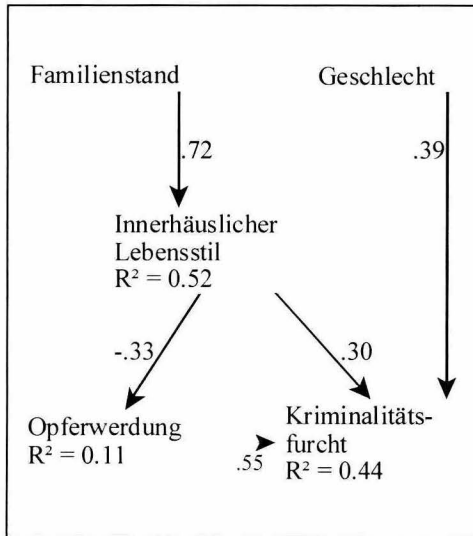 Familienstand Geschlecht
.72 .39
Innerhäuslicher
Lebensstil
R² = 0.52
-.33 .30
Opferwerdung
R² = 0.11
Kriminalitäts-
furcht
.55
R² = 0.44